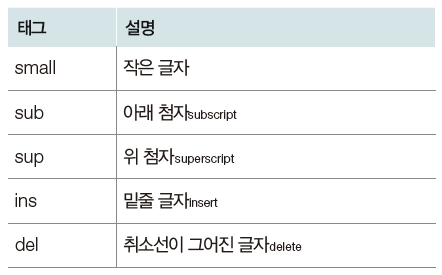 태그 설명
small 작은 글자
sub 아래 첨자subscript
sup 위 첨자superscript
ins 밑줄 글자insert
del 취소선이 그어진 글자delete